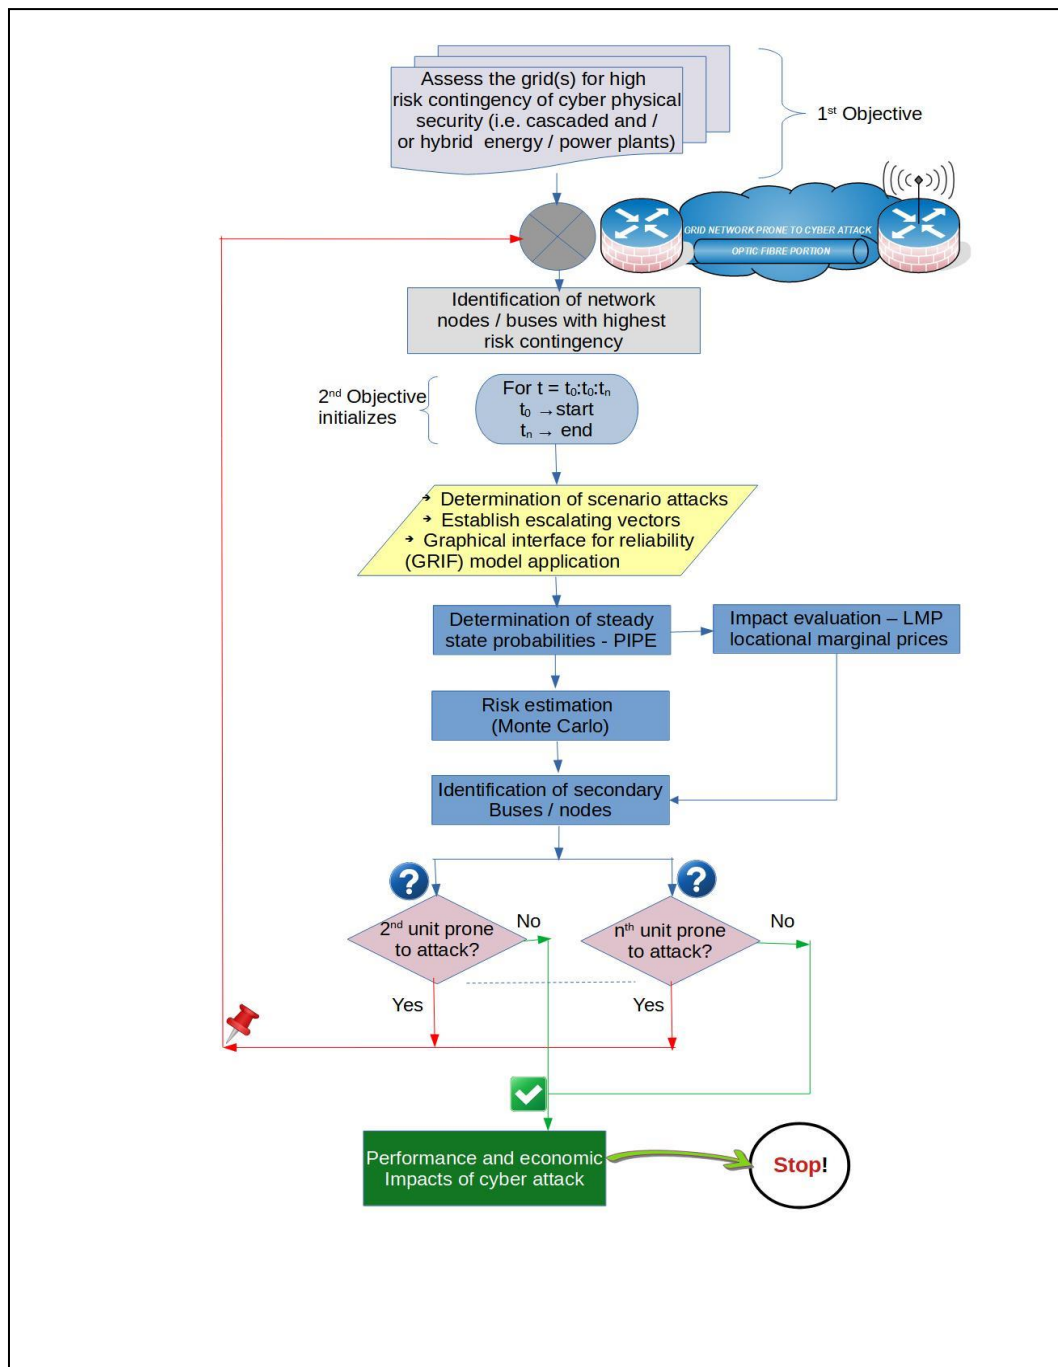 Assess the grid(s) for high
risk contingency of cyber physical
security (i.e. cascaded and /
or hybrid energy / power plants)
1st Objective
GRID NETWORK PRONE TO CYBER ATTACK
OPTIC FIBRE PORTION
Identification of network
nodes / buses with highest
risk contingency
2nd Objective
initializes
For t = t₀:t₀:tₙ
t₀ →start
tₙ → end
➔ Determination of scenario attacks
➔ Establish escalating vectors
➔ Graphical interface for reliability
(GRIF) model application
Determination of steady
state probabilities - PIPE
Impact evaluation – LMP
locational marginal prices
Risk estimation
(Monte Carlo)
Identification of secondary
Buses / nodes
?
?
2nd unit prone
to attack?
No
nth unit prone
to attack?
No
Yes
Yes
Performance and economic
Impacts of cyber attack
Stop!